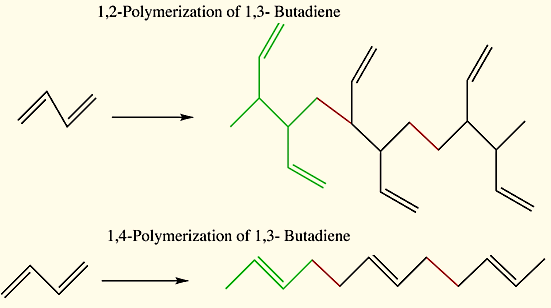 1,2-Polymerization of 1,3- Butadiene
1,4-Polymerization of 1,3- Butadiene